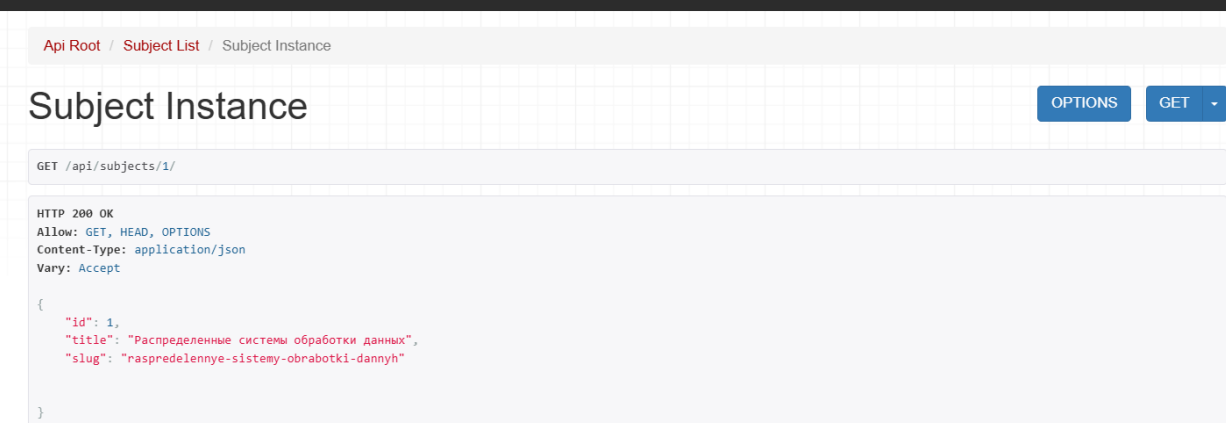 Api Root / Subject List / Subject Instance
Subject Instance
OPTIONS
GET
GET /api/subjects/1/
HTTP 200 OK
Allow: GET, HEAD, OPTIONS
Content-Type: application/json
Vary: Accept
{
"id": 1,
"title": "Распределенные системы обработки данных",
"slug": "raspredelennye-sistemy-obrabotki-dannyh"
}